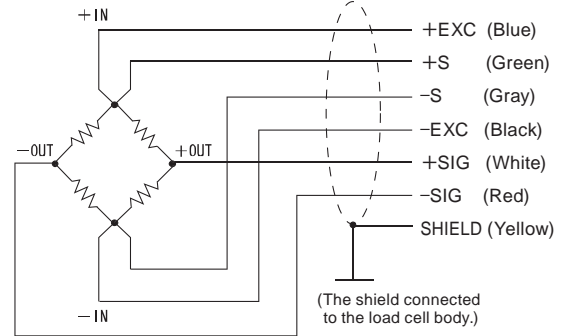 +IN
+EXC (Blue)
+S (Green)
−S (Gray)
−EXC (Black)
−OUT
+OUT
+SIG (White)
−SIG (Red)
SHIELD (Yellow)
−IN
(The shield connected
to the load cell body.)